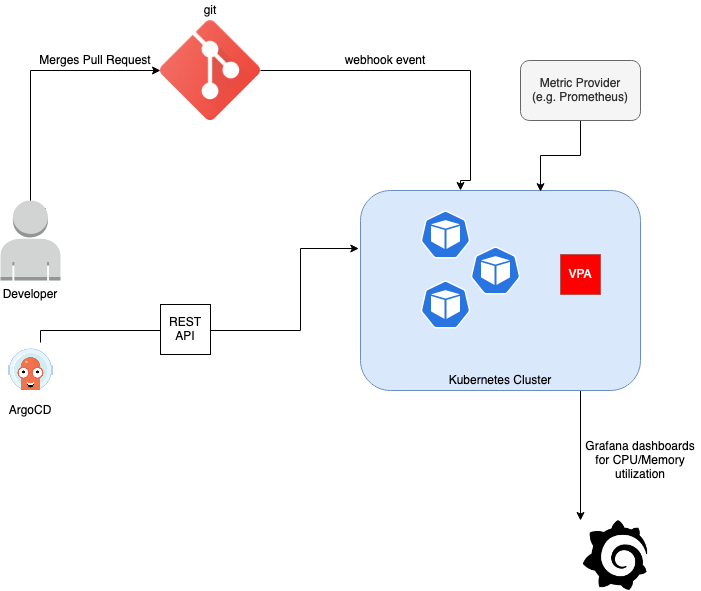 git
Merges Pull Request
webhook event
Metric Provider
(e.g. Prometheus)
Developer
REST
API
VPA
ArgoCD
Kubernetes Cluster
Grafana dashboards
for CPU/Memory
utilization